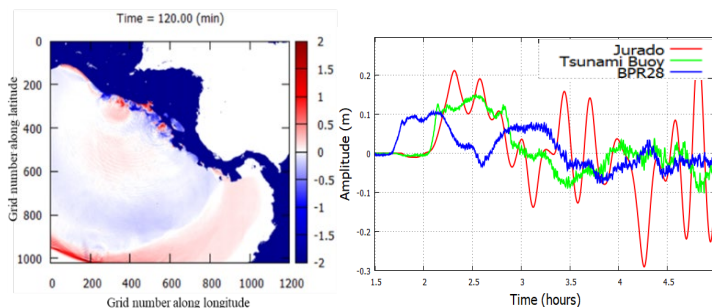 Time = 120.00 (min)
0
200
400
600
800
1000
Grid number along latitude
0 200 400 600 800 1000 1200
Grid number along longitude
2
1.5
1
0.5
0
-0.5
-1
-1.5
-2
Jurado
Tsunami Buoy
BPR28
0.2
0.1
0
-0.1
-0.2
-0.3
Amplitude (m)
1.5 2 2.5 3 3.5 4 4.5
Time (hours)